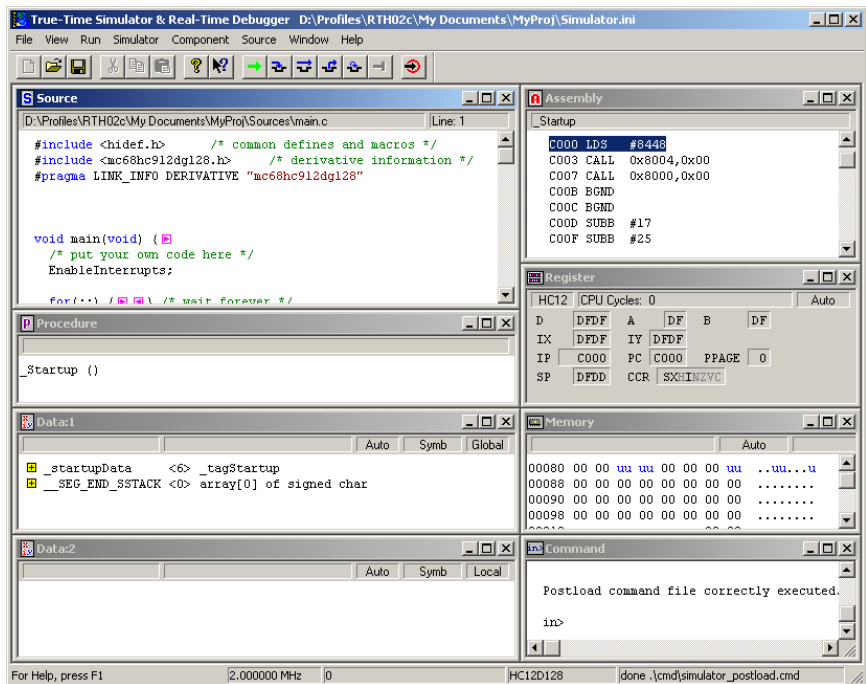 True-Time Simulator & Real-Time Debugger D:\Profiles\RTH02c\My Documents\MyProj\Simulator.ini
File View Run Simulator Component Source Window Help
Source
D:\Profiles\RTH02c\My Documents\MyProj\Sources\main.c Line: 1
#include <hidef.h> /* common defines and macros */
#include <mc68hc912dg128.h> /* derivative information */
#pragma LINK_INFO DERIVATIVE "mc68hc912dg128"
void main(void) {
/* put your own code here */
EnableInterrupts;
for(;;) { } /* wait forever */
Procedure
_Startup ()
Data:1
Auto Symb Global
_startupData <6> _tagStartup
__SEG_END_SSTACK <0> array[0] of signed char
Data:2
Auto Symb Local
Assembly
_Startup
C000 LDS #8448
C003 CALL 0x8004,0x00
C007 CALL 0x8000,0x00
C00B BGND
C00C BGND
C00D SUBB #17
C00F SUBB #25
Register
HC12 CPU Cycles: 0 Auto
D DFDF A DF B DF
IX DFDF IY DFDF
IP C000 PC C000 PPAGE 0
SP DFDD CCR SXHINZVC
Memory
Auto
00080 00 00 uu uu 00 00 00 uu ..uu...u
00088 00 00 00 00 00 00 00 00 ........
00090 00 00 00 00 00 00 00 00 ........
00098 00 00 00 00 00 00 00 00 ........
Command
Postload command file correctly executed.
in>
For Help, press F1 2.000000 MHz 0 HC12D128 done .\cmd\simulator_postload.cmd